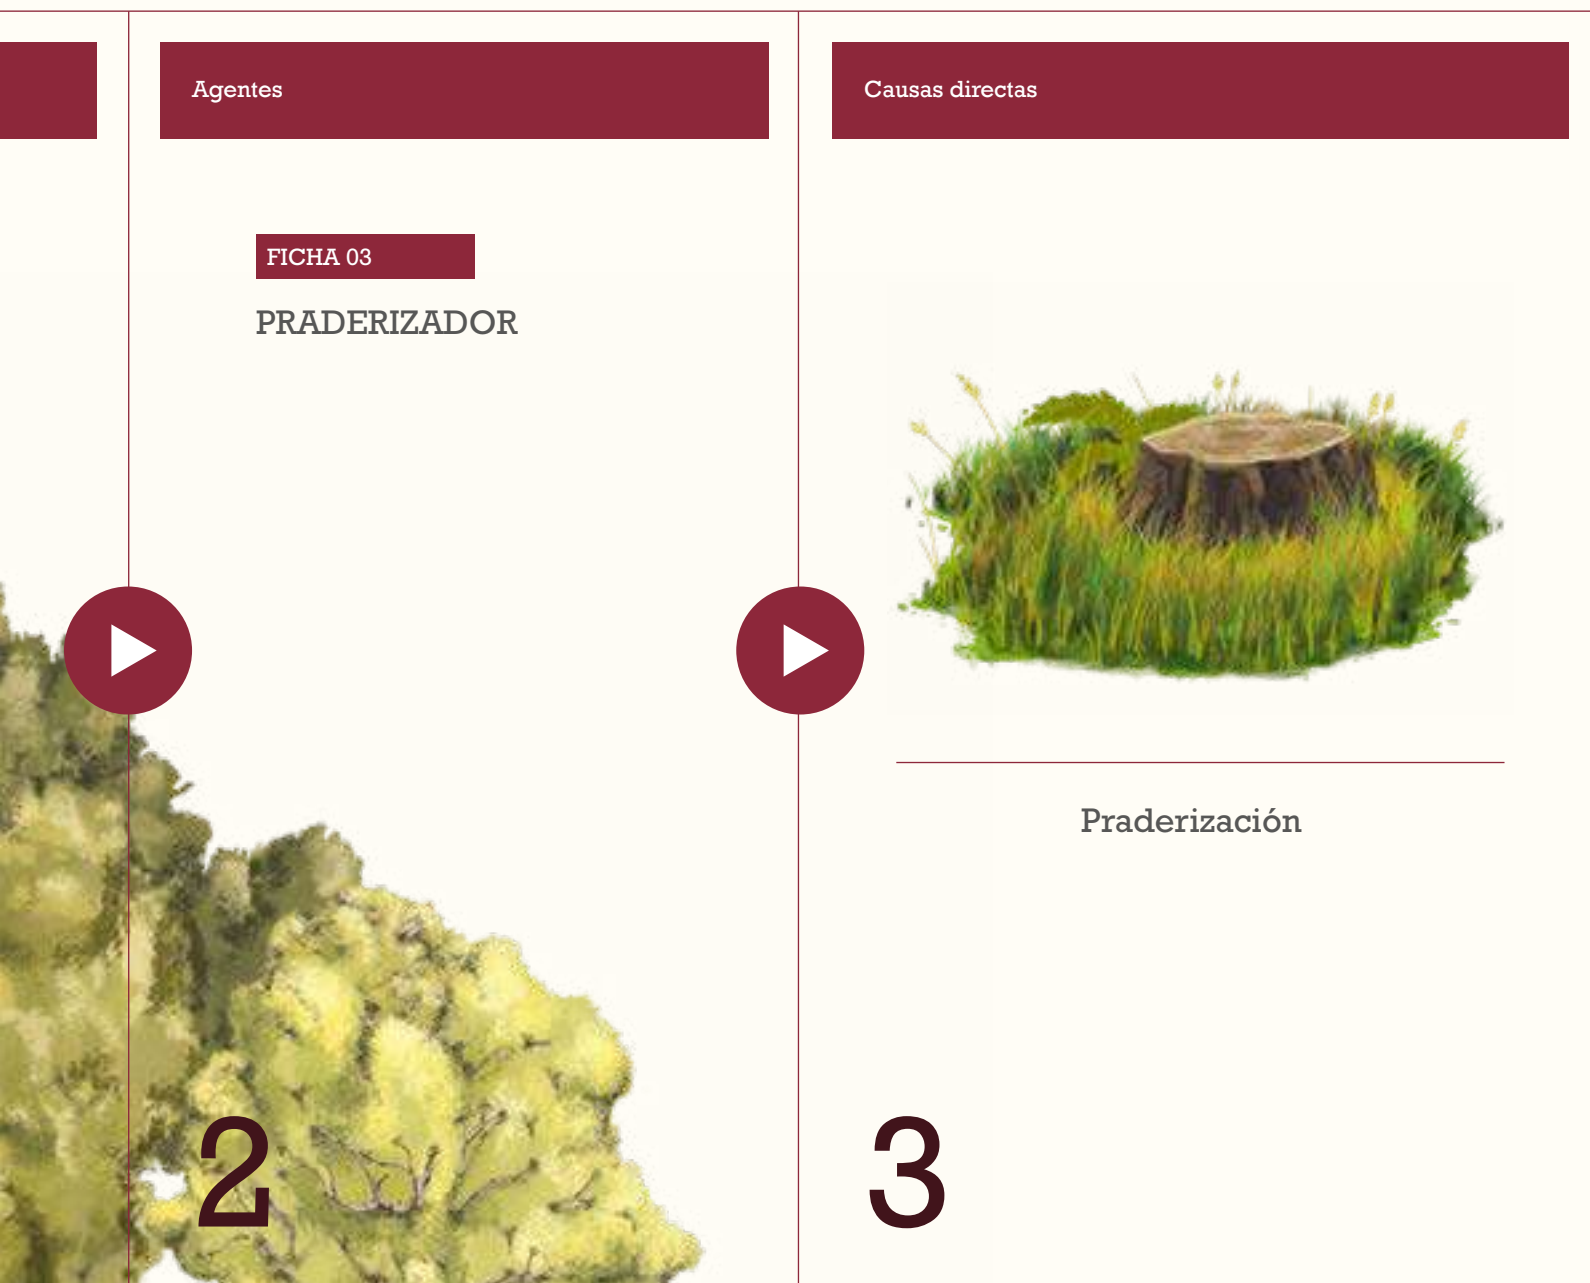 Agentes
FICHA 03
PRADERIZADOR
2
Causas directas
Praderización
3